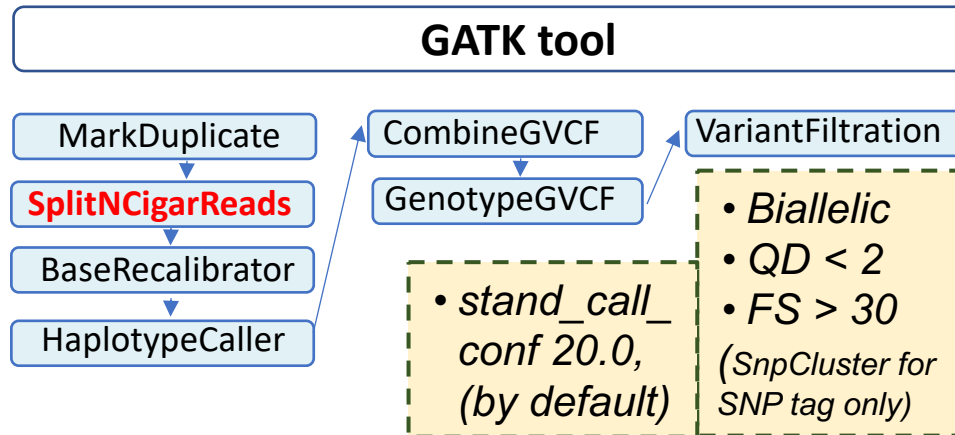 GATK tool
MarkDuplicate
SplitNCigarReads
BaseRecalibrator
HaplotypeCaller
CombineGVCF
GenotypeGVCF
VariantFiltration
• stand_call_
conf 20.0,
(by default)
• Biallelic
• QD < 2
• FS > 30
(SnpCluster for
SNP tag only)